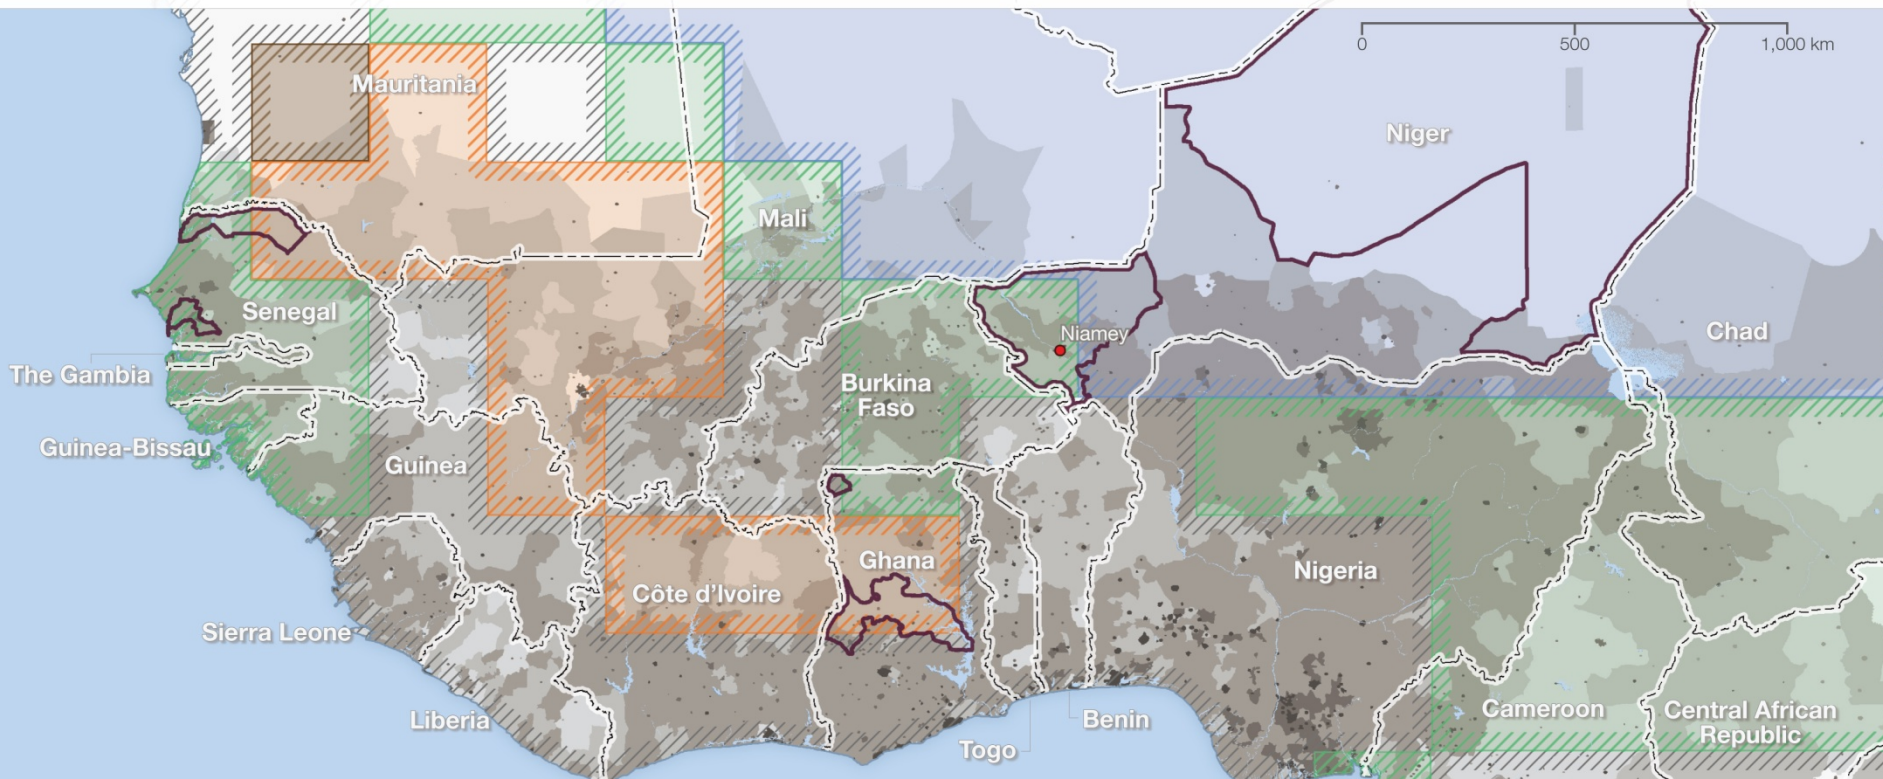 0
500
1,000 km
Mauritania
Niger
Mali
Senegal
Niamey
Chad
The Gambia
Burkina
Faso
Guinea-Bissau
Guinea
Ghana
Nigeria
Côte d'Ivoire
Sierra Leone
Liberia
Benin
Togo
Cameroon
Central African
Republic